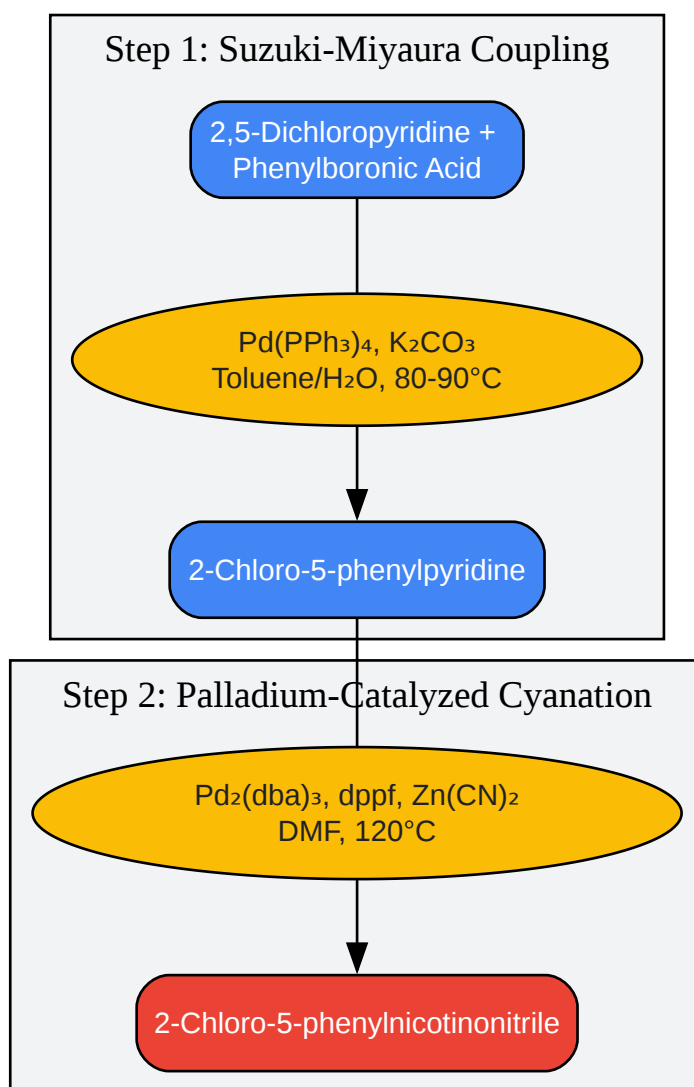 Step 1: Suzuki-Miyaura Coupling
2,5-Dichloropyridine +
Phenylboronic Acid
Pd(PPh₃)₄, K₂CO₃
Toluene/H₂O, 80-90°C
2-Chloro-5-phenylpyridine
Step 2: Palladium-Catalyzed Cyanation
Pd₂(dba)₃, dppf, Zn(CN)₂
DMF, 120°C
2-Chloro-5-phenylnicotinonitrile